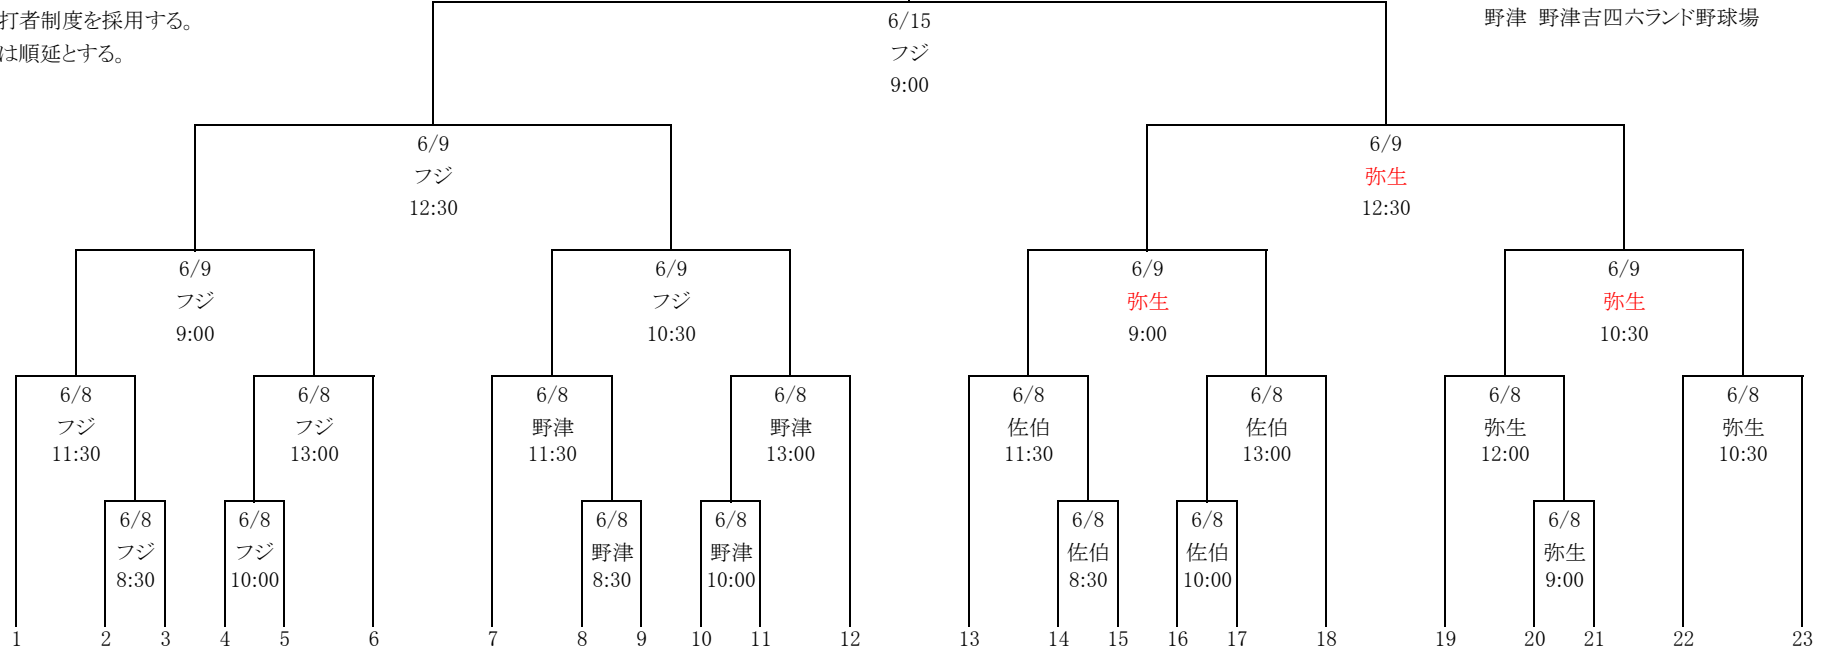 打者制度を採用する。
は順延とする。
野津 野津吉四六ランド野球場
6/15
フジ
9:00
6/9
フジ
12:30
6/9
弥生
12:30
6/9
フジ
9:00
6/9
フジ
10:30
6/9
弥生
9:00
6/9
弥生
10:30
6/8
フジ
11:30
6/8
フジ
13:00
6/8
野津
11:30
6/8
野津
13:00
6/8
佐伯
11:30
6/8
佐伯
13:00
6/8
弥生
12:00
6/8
弥生
10:30
6/8
フジ
8:30
6/8
フジ
10:00
6/8
野津
8:30
6/8
野津
10:00
6/8
佐伯
8:30
6/8
佐伯
10:00
6/8
弥生
9:00
1 2 3 4 5 6 7 8 9 10 11 12 13 14 15 16 17 18 19 20 21 22 23